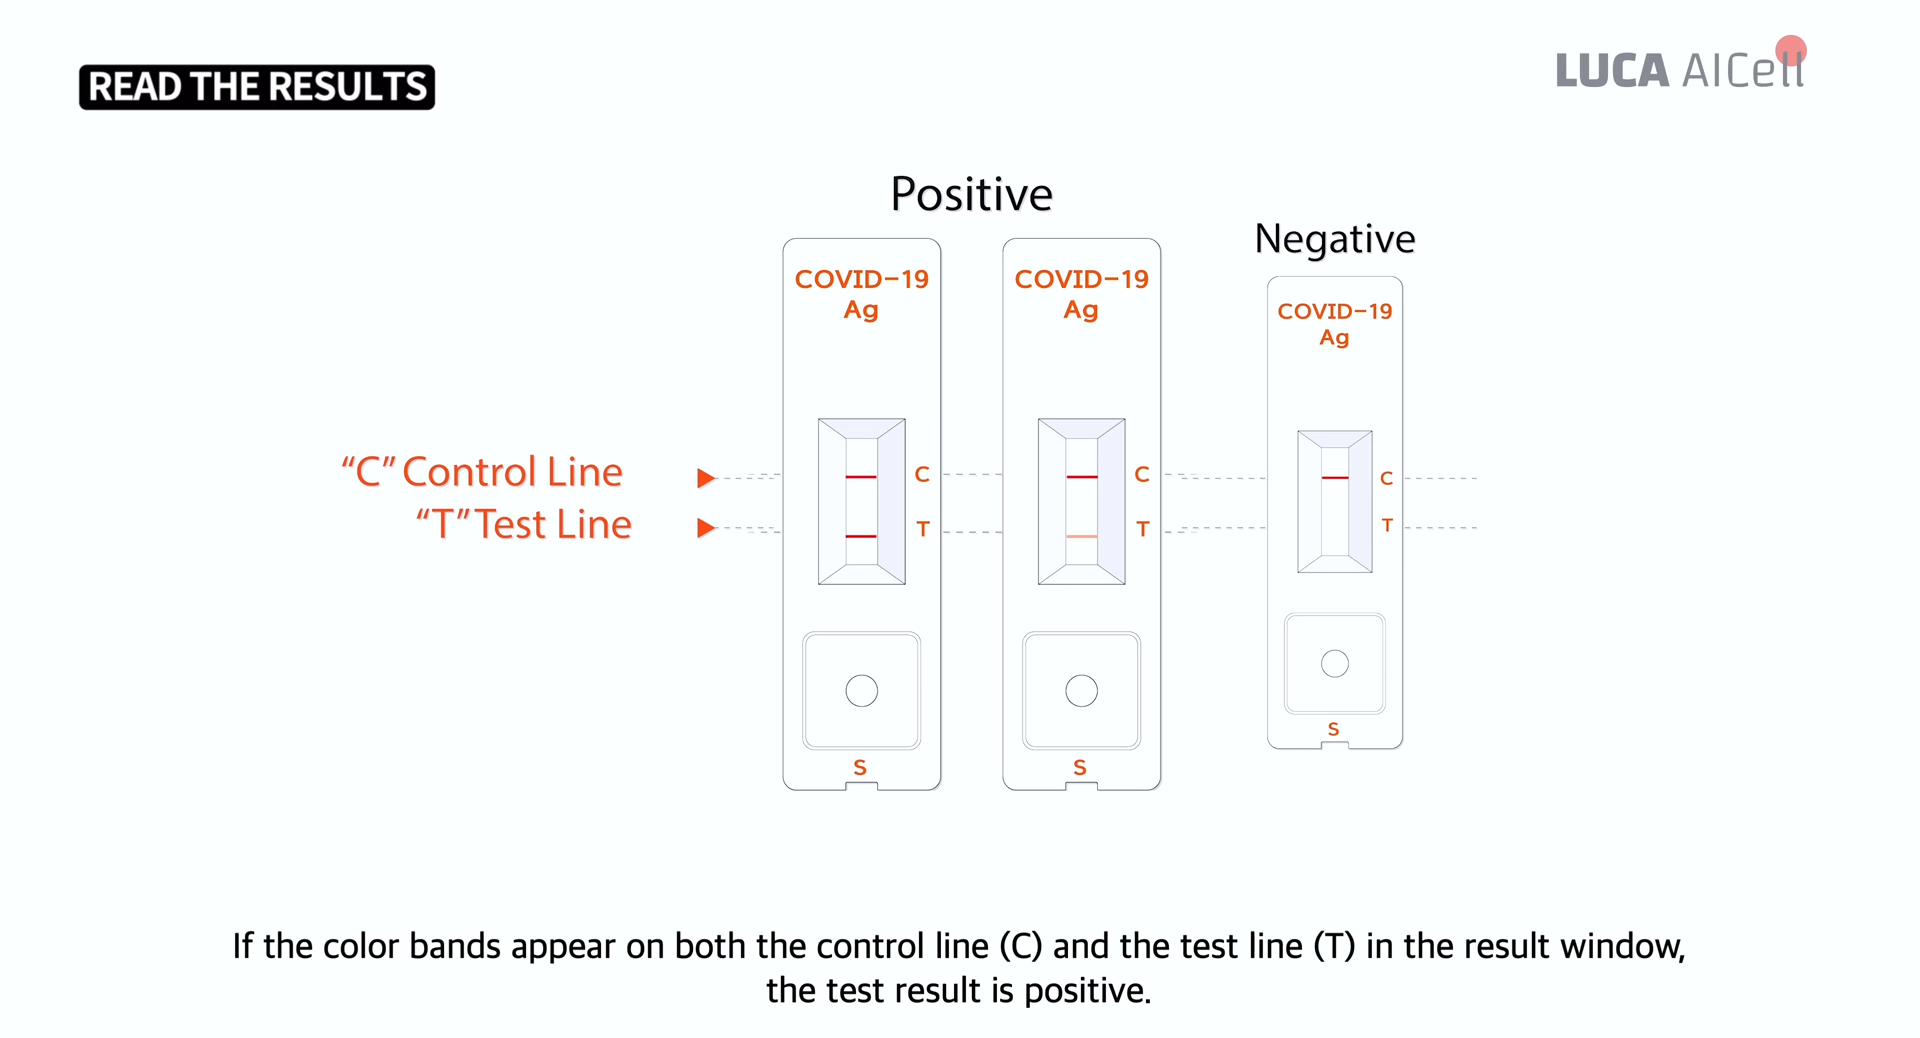 READ THE RESULTS
LUCA AICell
Positive
Negative
COVID-19
Ag
COVID-19
Ag
COVID-19
Ag
“C” Control Line
C
C
C
“T” Test Line
T
T
T
S
S
S
If the color bands appear on both the control line (C) and the test line (T) in the result window,
the test result is positive.